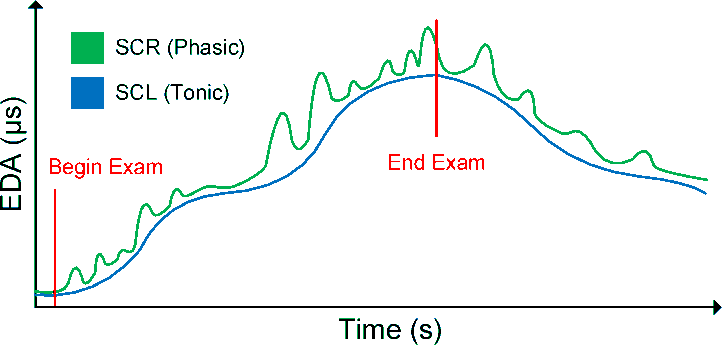 SCR (Phasic)
SCL (Tonic)
Begin Exam
End Exam
EDA (µs)
Time (s)